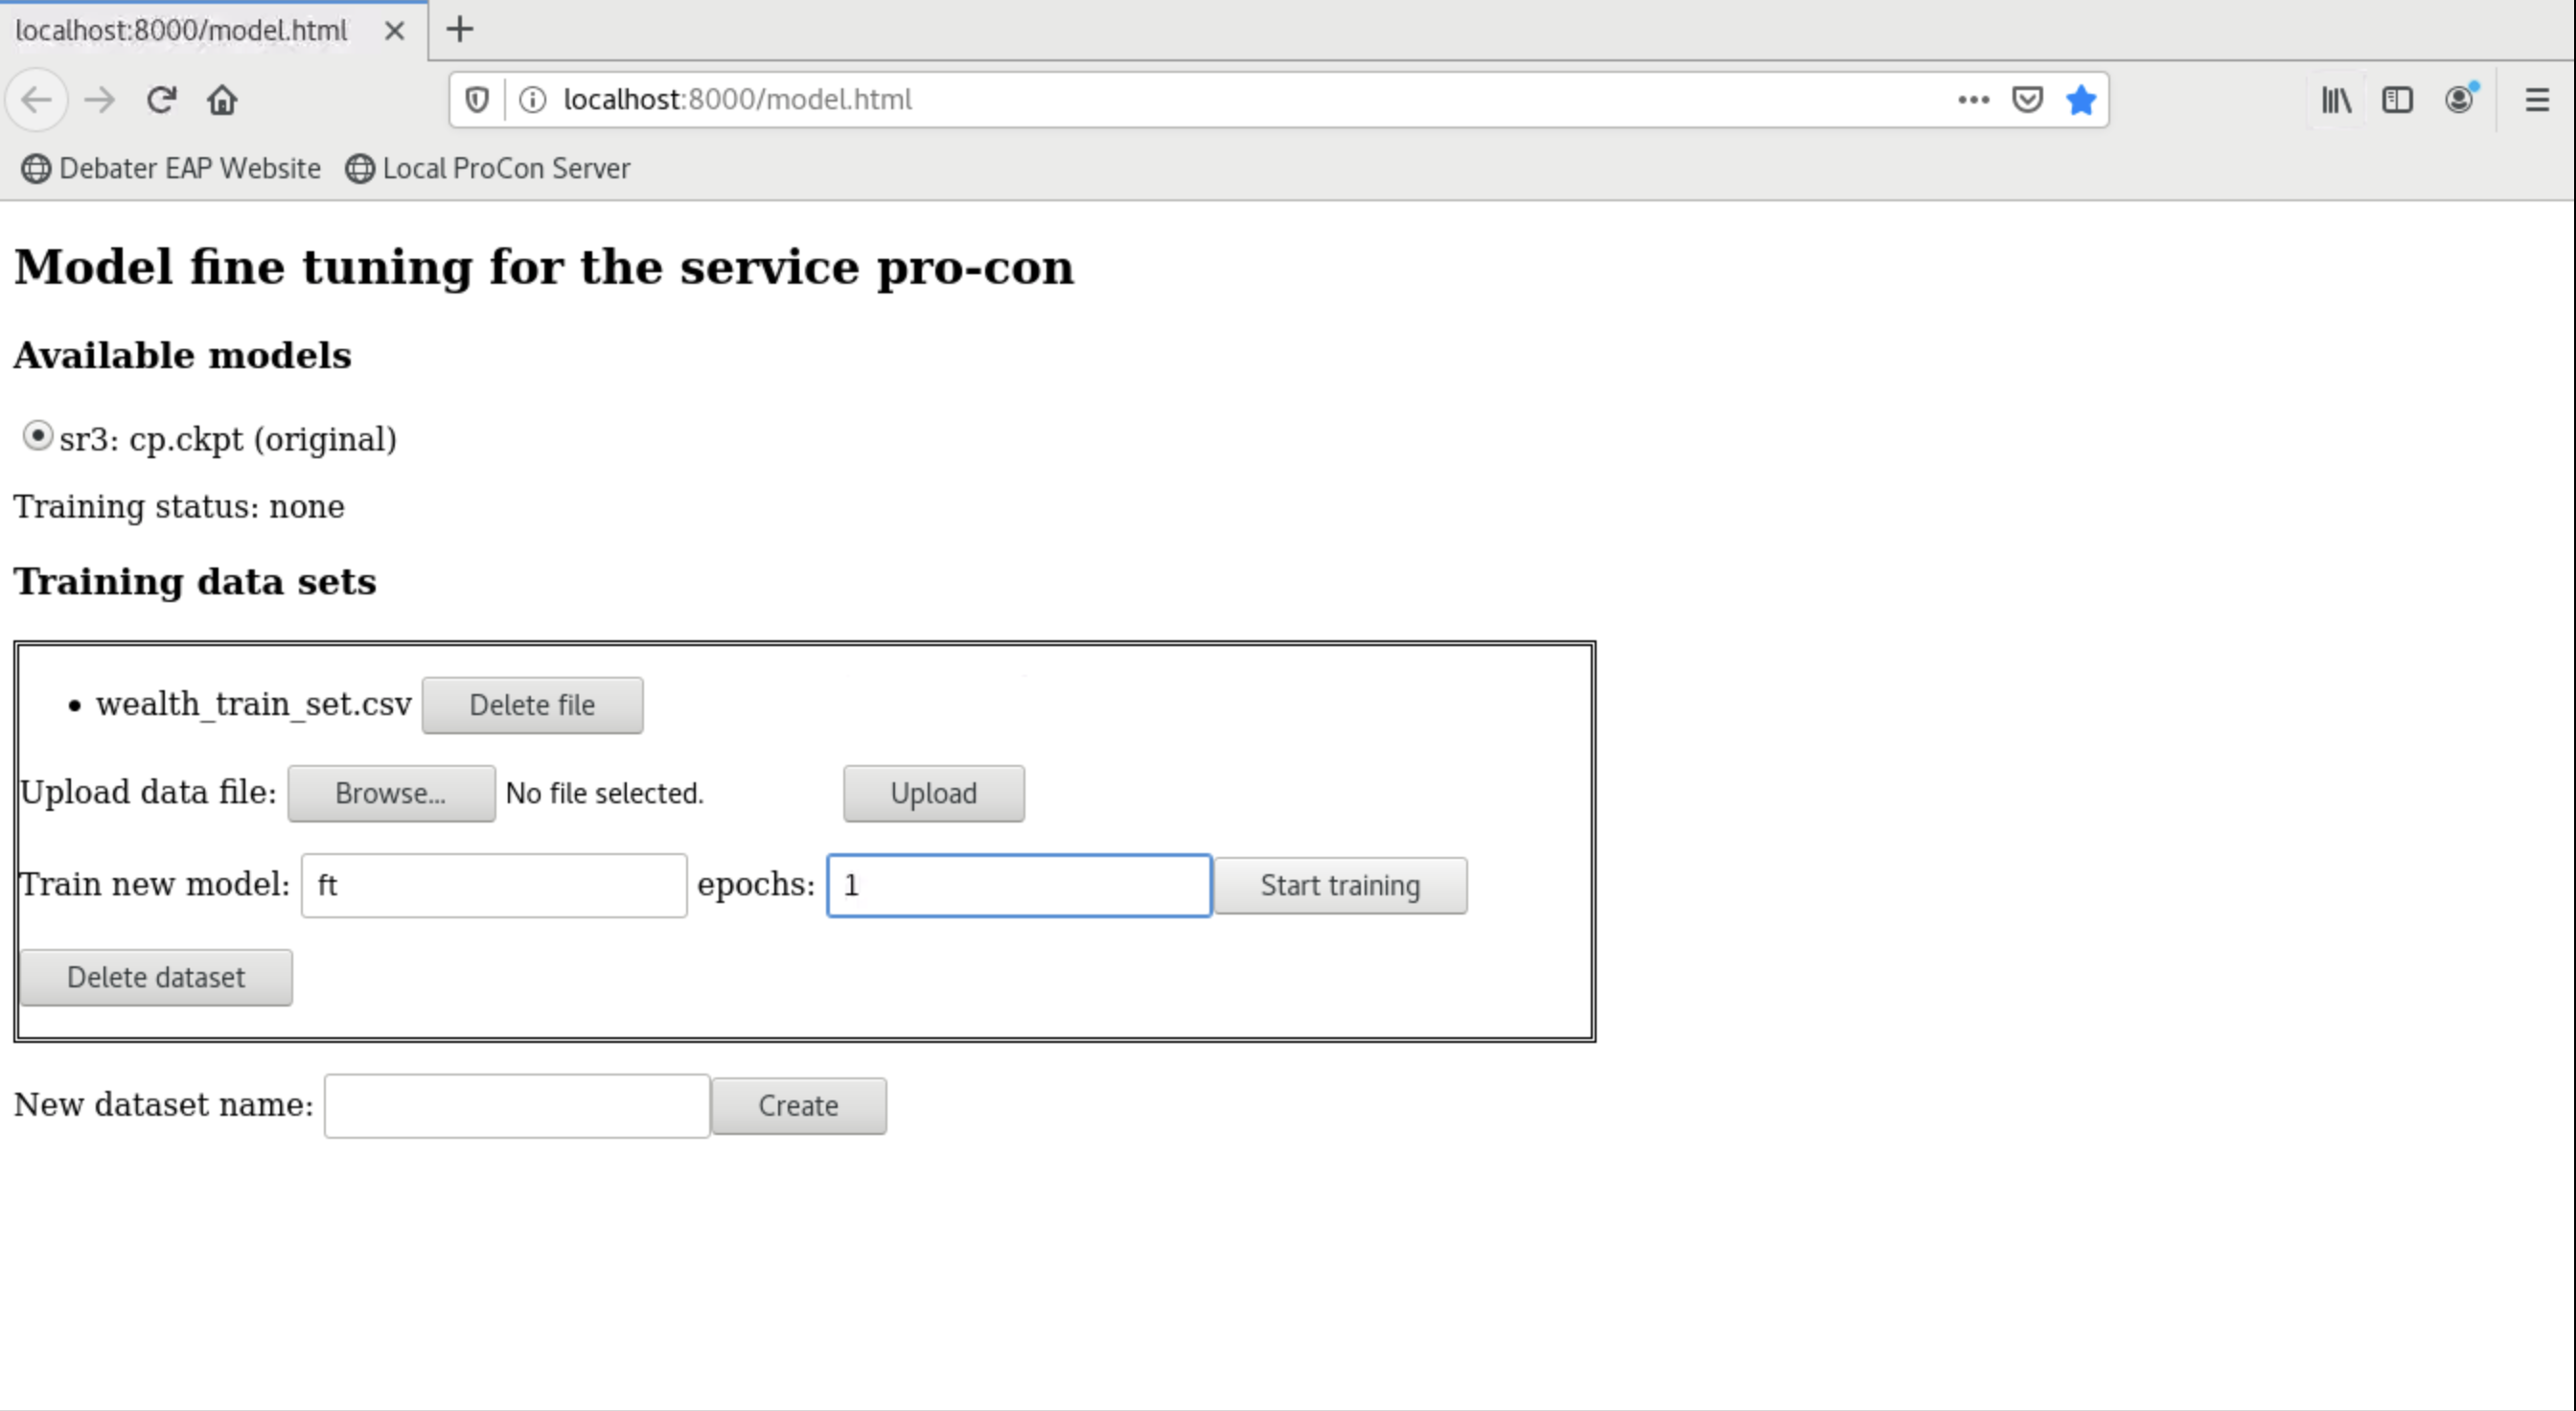 localhost:8000/model.html
localhost:8000/model.html
Debater EAP Website Local ProCon Server
Model fine tuning for the service pro-con
Available models
sr3: cp.ckpt (original)
Training status: none
Training data sets
• wealth_train_set.csv Delete file
Upload data file: Browse... No file selected. Upload
Train new model: ft epochs: 1 Start training
Delete dataset
New dataset name: Create